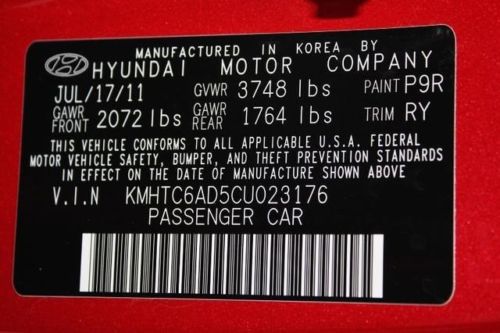 MANUFACTURED IN KOREA BY
HYUNDAI MOTOR COMPANY
JUL/17/11 GVWR 3748 lbs PAINT P9R
GAWR FRONT 2072 lbs GAWR REAR 1764 lbs TRIM RY
THIS VEHICLE CONFORMS TO ALL APPLICABLE U.S.A. FEDERAL
MOTOR VEHICLE SAFETY, BUMPER, AND THEFT PREVENTION STANDARDS
IN EFFECT ON THE DATE OF MANUFACTURE SHOWN ABOVE
V.I.N KMHTC6AD5CU023176
PASSENGER CAR